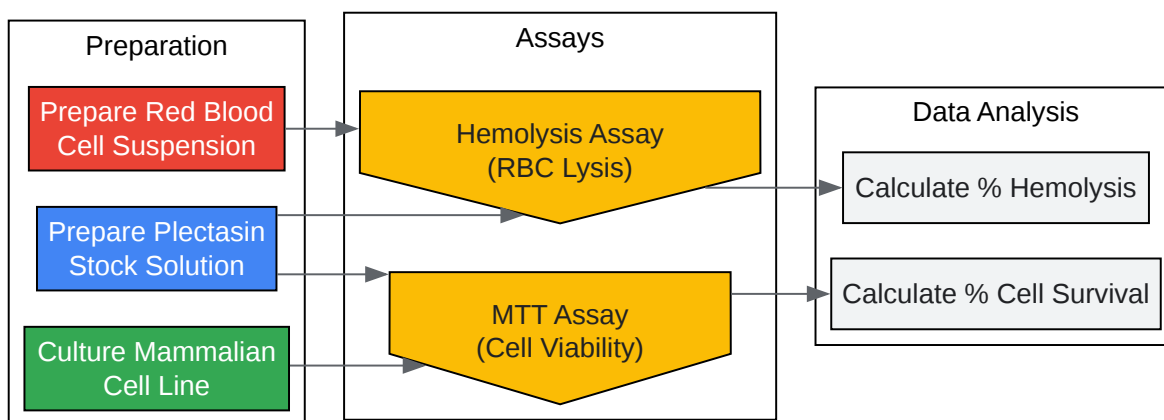 Preparation
Prepare Red Blood
Cell Suspension
Prepare Plectasin
Stock Solution
Culture Mammalian
Cell Line
Assays
Hemolysis Assay
(RBC Lysis)
MTT Assay
(Cell Viability)
Data Analysis
Calculate % Hemolysis
Calculate % Cell Survival